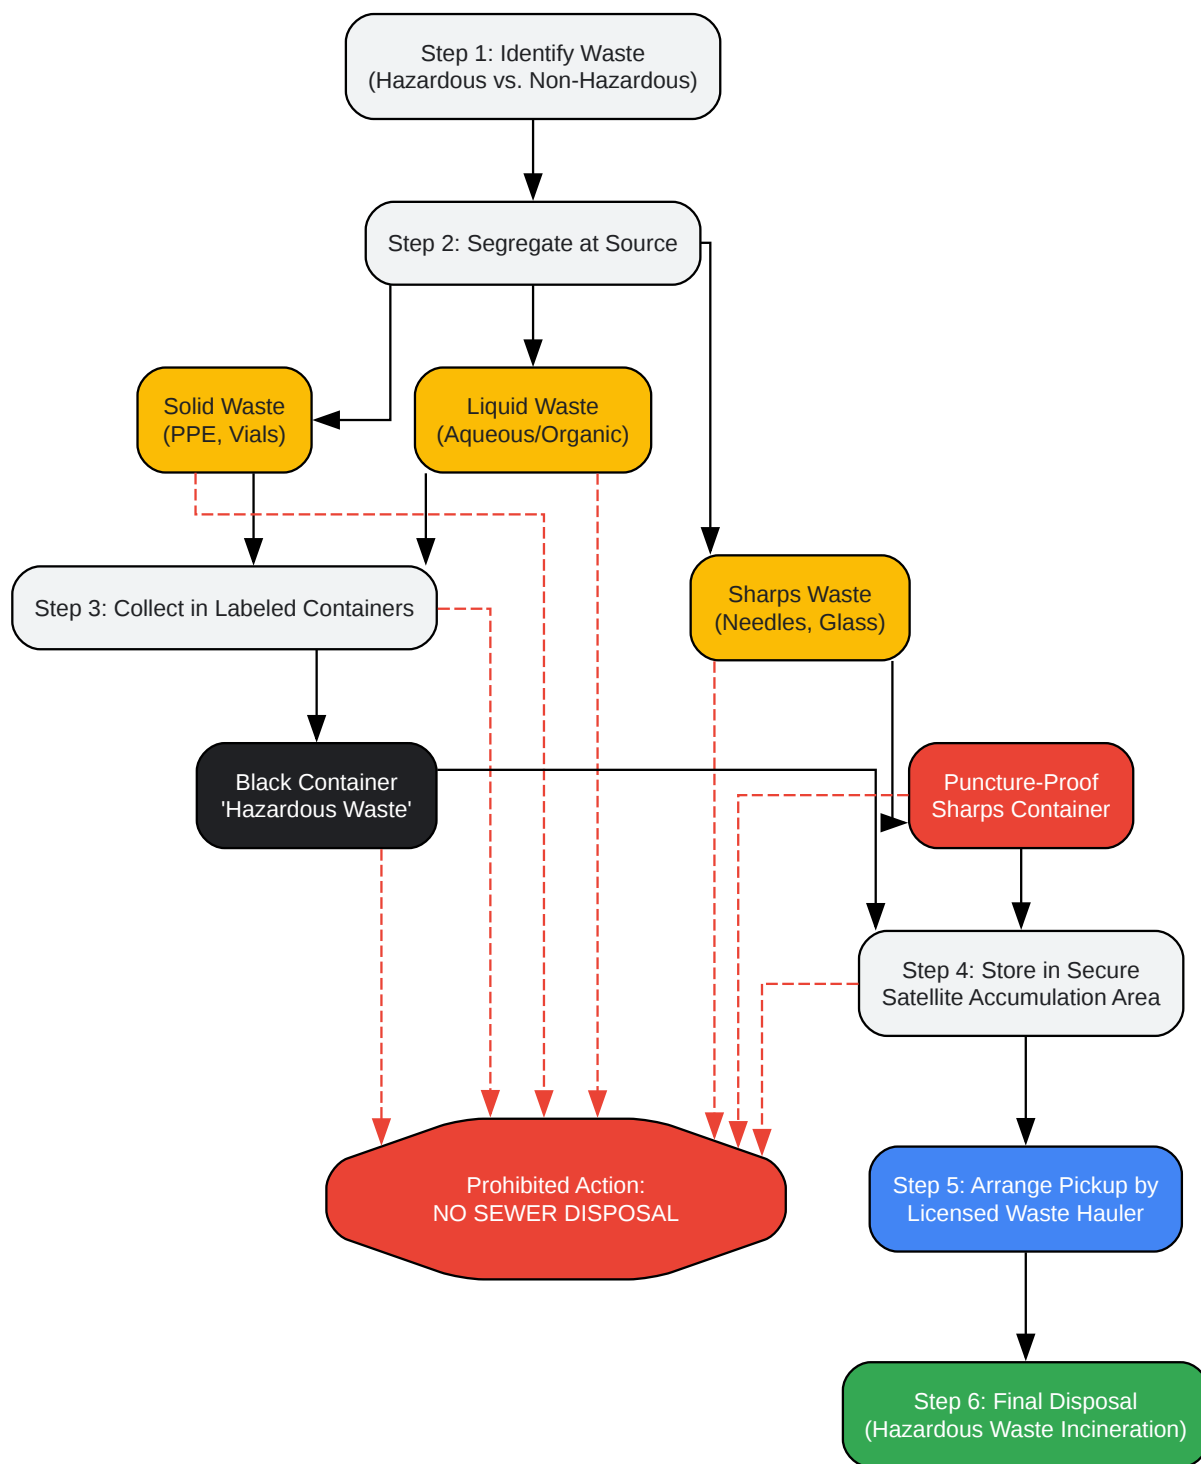 Step 1: Identify Waste
(Hazardous vs. Non-Hazardous)
Step 2: Segregate at Source
Solid Waste
(PPE, Vials)
Liquid Waste
(Aqueous/Organic)
Step 3: Collect in Labeled Containers
Sharps Waste
(Needles, Glass)
Black Container
'Hazardous Waste'
Puncture-Proof
Sharps Container
Step 4: Store in Secure
Satellite Accumulation Area
Prohibited Action:
NO SEWER DISPOSAL
Step 5: Arrange Pickup by
Licensed Waste Hauler
Step 6: Final Disposal
(Hazardous Waste Incineration)